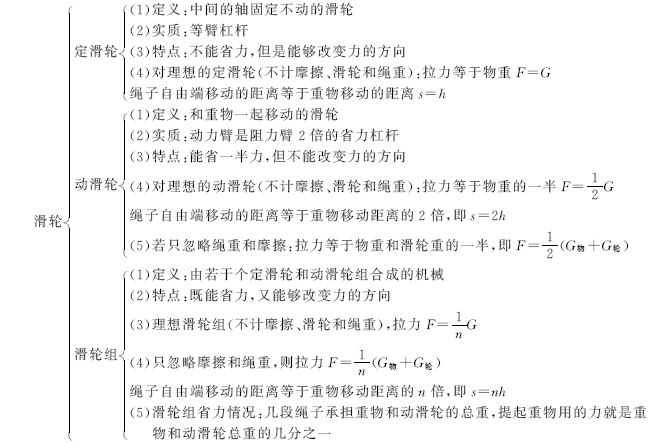 滑轮
定滑轮
(1)定义:中间的轴固定不动的滑轮
(2)实质:等臂杠杆
(3)特点:不能省力,但是能够改变力的方向
(4)对理想的定滑轮(不计摩擦、滑轮和绳重):拉力等于物重 F=G
绳子自由端移动的距离等于重物移动的距离 s=h
动滑轮
(1)定义:和重物一起移动的滑轮
(2)实质:动力臂是阻力臂 2 倍的省力杠杆
(3)特点:能省一半力,但不能改变力的方向
(4)对理想的动滑轮(不计摩擦、滑轮和绳重):拉力等于物重的一半 F=1/2G
绳子自由端移动的距离等于重物移动距离的 2 倍,即 s=2h
(5)若只忽略绳重和摩擦:拉力等于物重和滑轮重的一半,即 F=1/2(G物+G轮)
滑轮组
(1)定义:由若干个定滑轮和动滑轮组合成的机械
(2)特点:既能省力,又能够改变力的方向
(3)理想滑轮组(不计摩擦、滑轮和绳重),拉力 F=1/nG
(4)只忽略摩擦和绳重,则拉力 F=1/n(G物+G轮)
绳子自由端移动的距离等于重物移动距离的 n 倍,即 s=nh
(5)滑轮组省力情况:几段绳子承担重物和动滑轮的总重,提起重物用的力就是重
物和动滑轮总重的几分之一